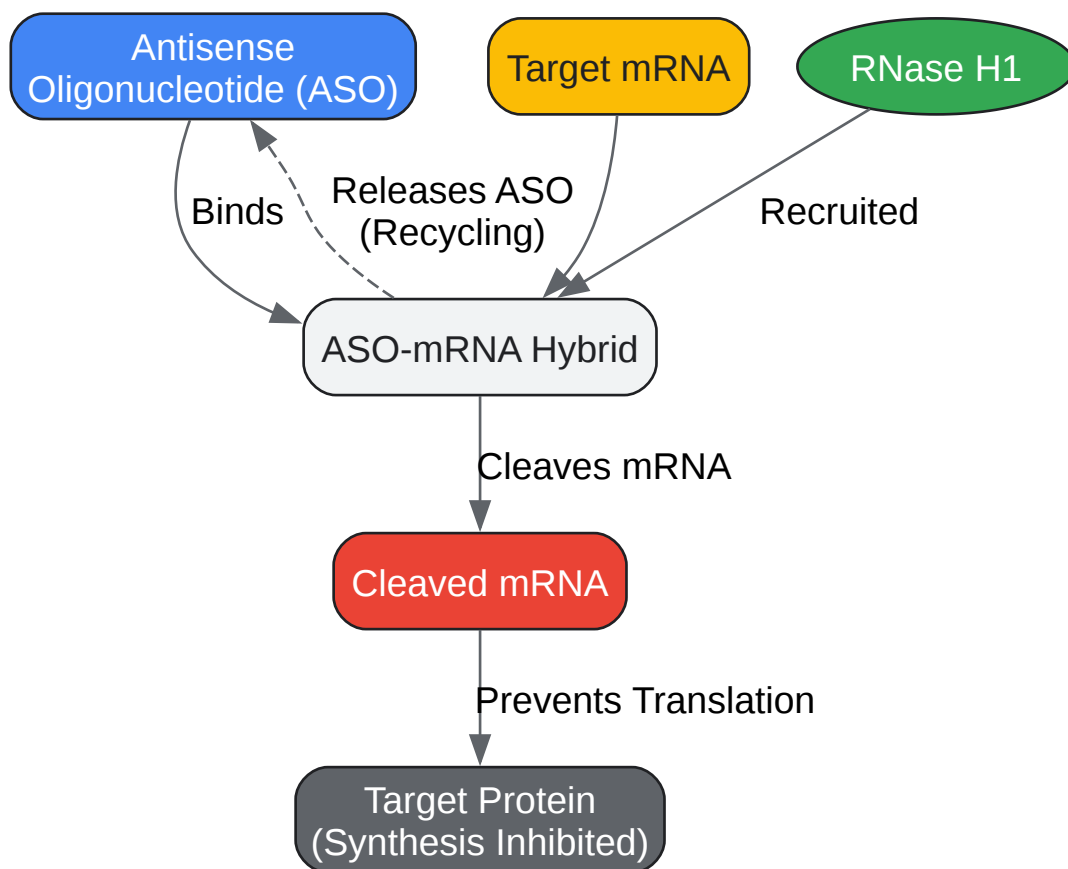 Antisense
Oligonucleotide (ASO)
Target mRNA
RNase H1
Binds
Releases ASO
(Recycling)
Recruited
ASO-mRNA Hybrid
Cleaves mRNA
Cleaved mRNA
Prevents Translation
Target Protein
(Synthesis Inhibited)